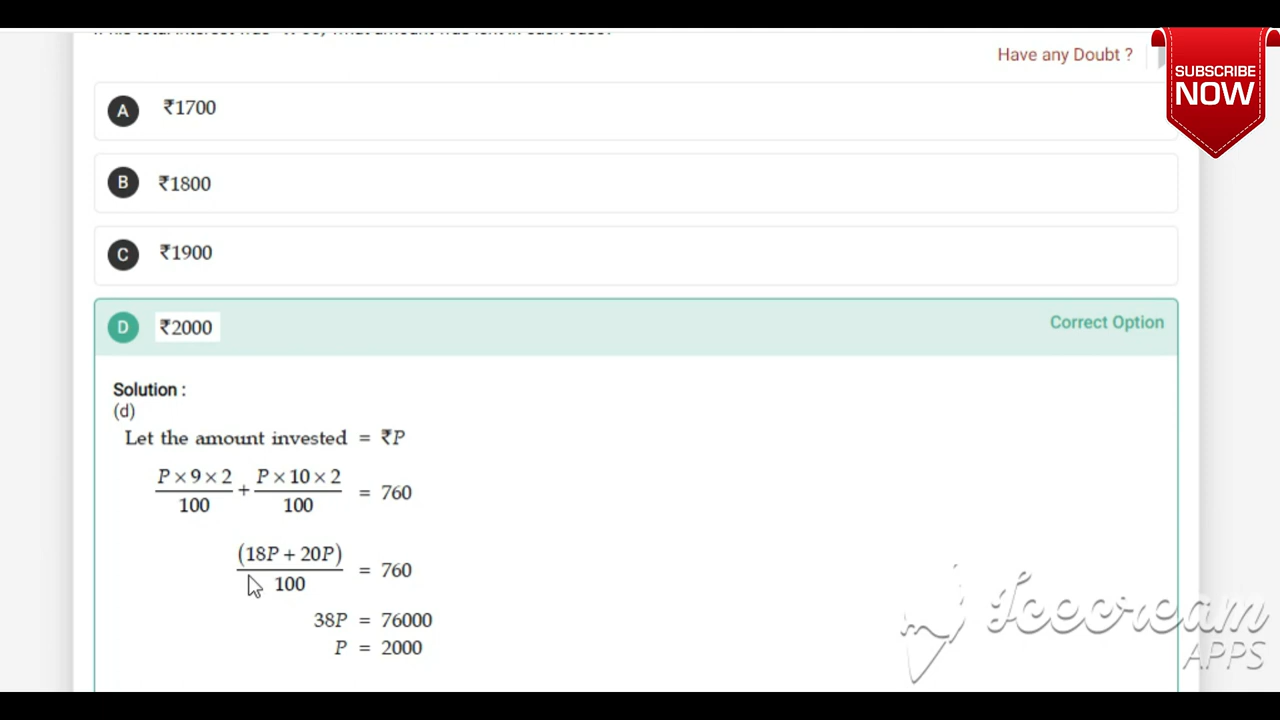 Have any Doubt ?
SUBSCRIBE
NOW
A ₹1700
B ₹1800
C ₹1900
D ₹2000
Correct Option
Solution :
(d)
Let the amount invested = ₹P
P × 9 × 2 / 100 + P × 10 × 2 / 100 = 760
(18P + 20P) / 100 = 760
38P = 76000
P = 2000
Icecream
APPS